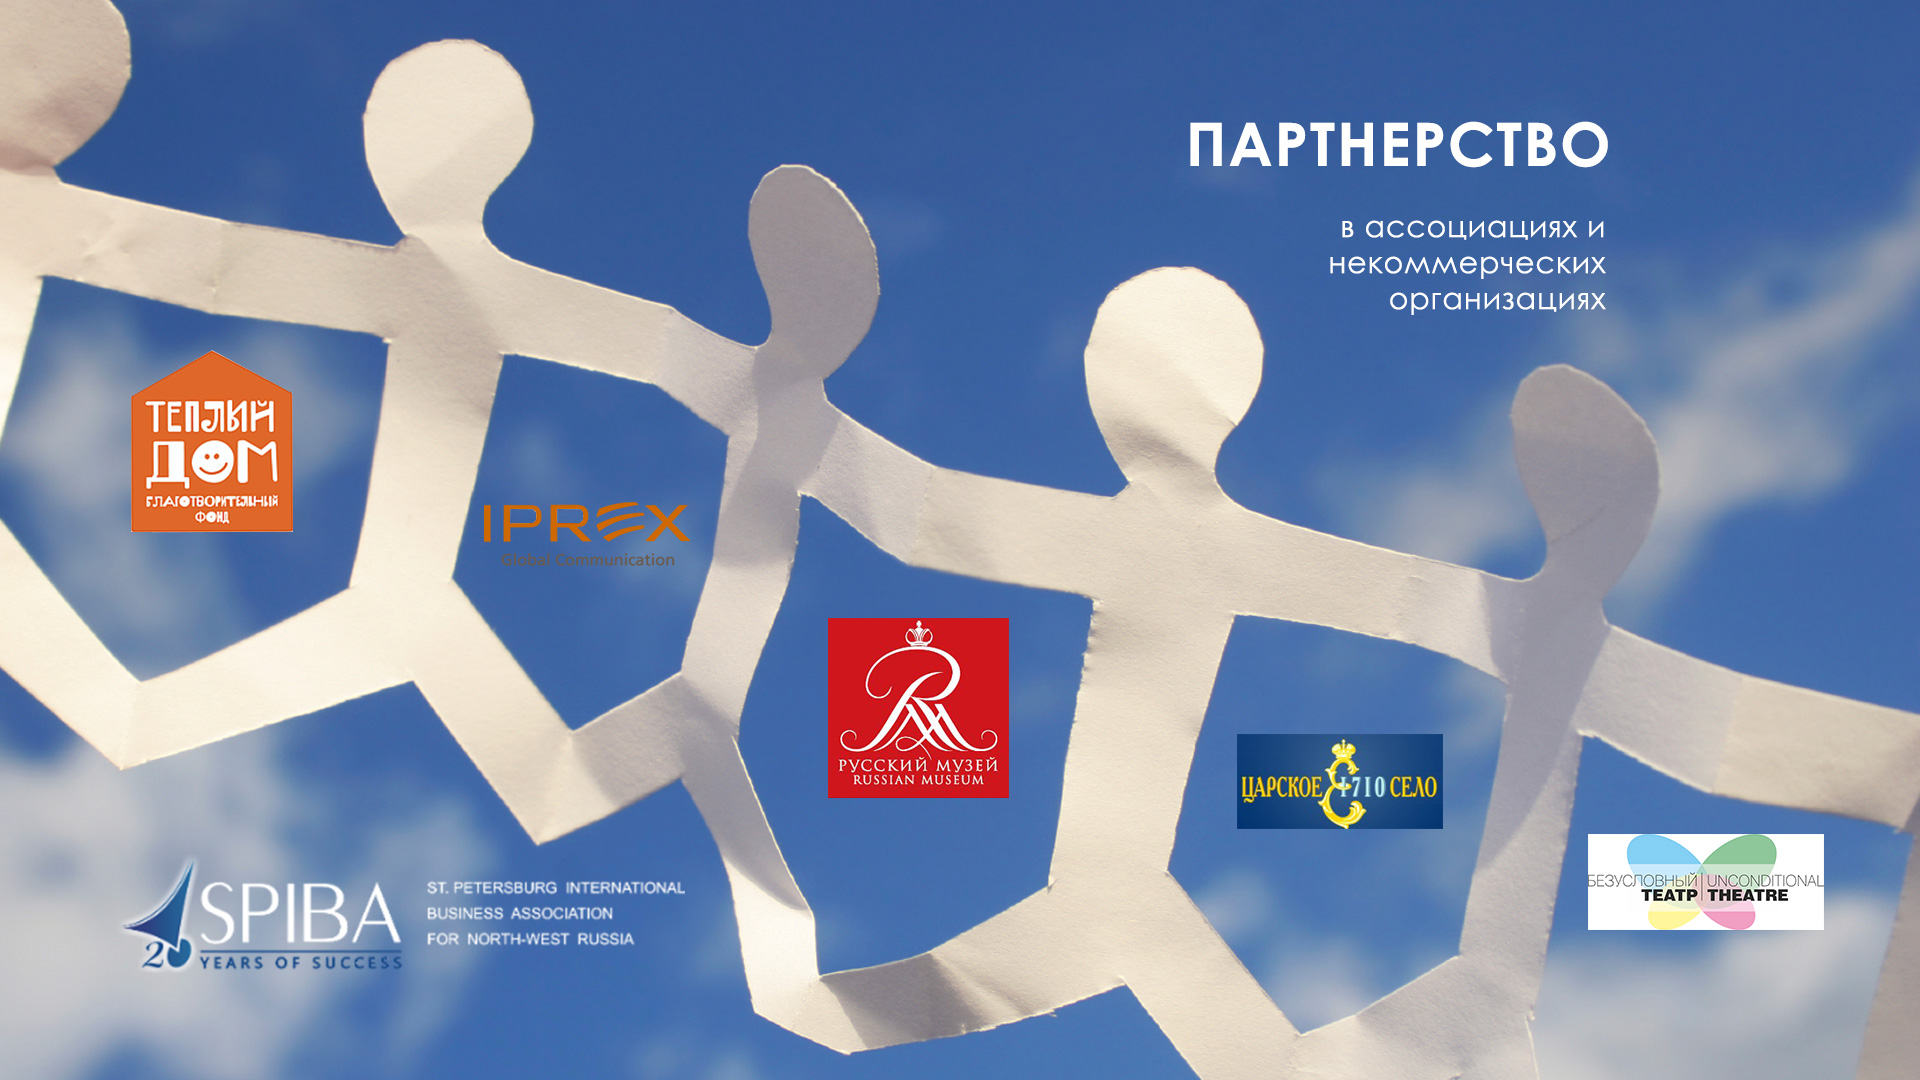 ПАРТНЕРСТВО
в ассоциациях и
некоммерческих
организациях
ТЕПЛЫЙ
ДОМ
БЛАГОТВОРИТЕЛЬНЫЙ
ФОНД
IPREX
Global Communication
РУССКИЙ МУЗЕЙ
RUSSIAN MUSEUM
ЦАРСКОЕ 1710 СЕЛО
БЕЗУСЛОВНЫЙ UNCONDITIONAL
ТЕАТР THEATRE
SPIBA
20 YEARS OF SUCCESS
ST. PETERSBURG INTERNATIONAL
BUSINESS ASSOCIATION
FOR NORTH-WEST RUSSIA